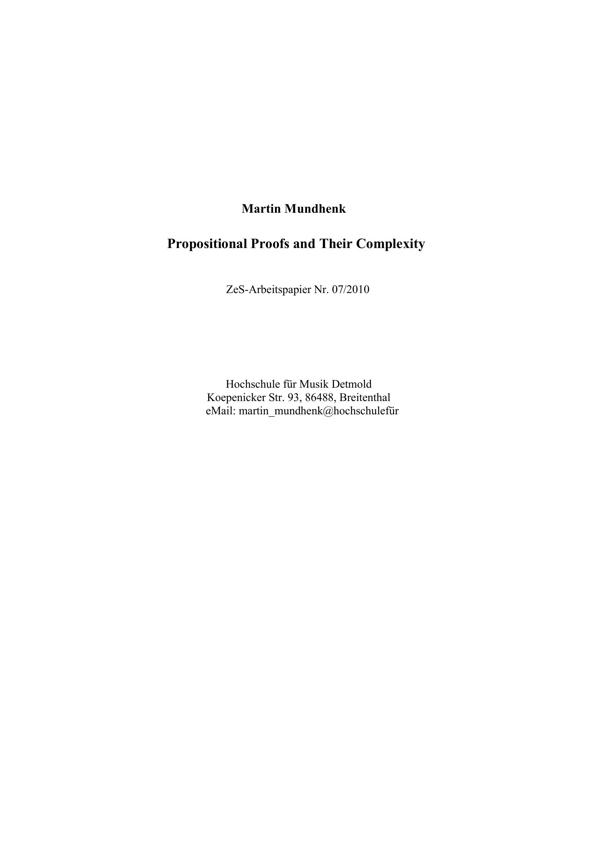 Martin Mundhenk
Propositional Proofs and Their Complexity
ZeS-Arbeitspapier Nr. 07/2010
Hochschule für Musik Detmold
Koepenicker Str. 93, 86488, Breitenthal
eMail: martin_mundhenk@hochschulefür